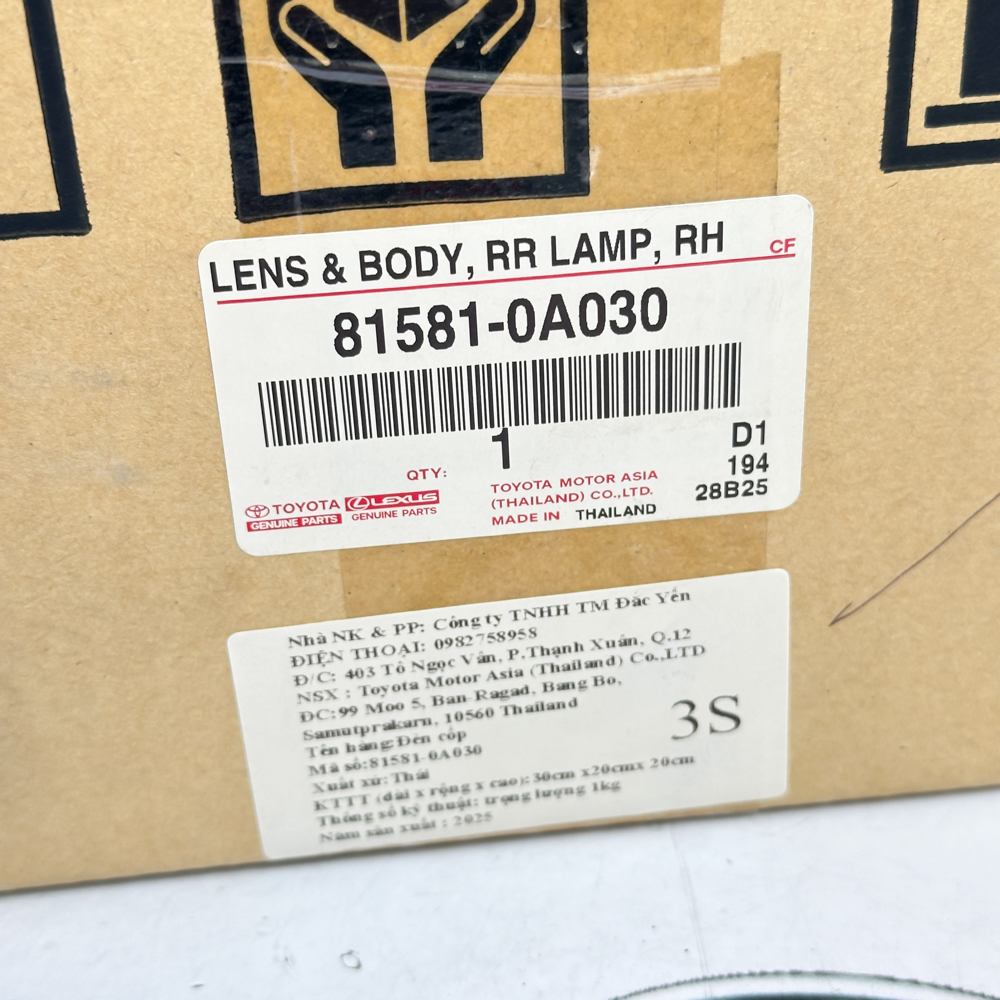 LENS & BODY, RR LAMP, RH CF
81581-0A030
QTY: 1
D1
194
28B25
TOYOTA
GENUINE PARTS
LEXUS
GENUINE PARTS
TOYOTA MOTOR ASIA
(THAILAND) CO.,LTD.
MADE IN THAILAND
Nhà NK & PP: Công ty TNHH TM Đắc Yến
ĐIỆN THOẠI: 0982758958
Đ/C: 403 Tô Ngọc Vân, P.Thạnh Xuân, Q.12
NSX : Toyota Motor Asia (Thailand) Co.,LTD
ĐC:99 Moo 5, Ban-Ragad, Bang Bo,
Samutprakarn, 10560 Thailand
Tên hàng:Đèn cốp
Mã số:81581-0A030
Xuất xứ: Thái
KTTT (dài x rộng x cao): 30cm x20cmx 20cm
Thông số kỹ thuật: trọng lượng 1kg
Năm sản xuất : 2025
3S